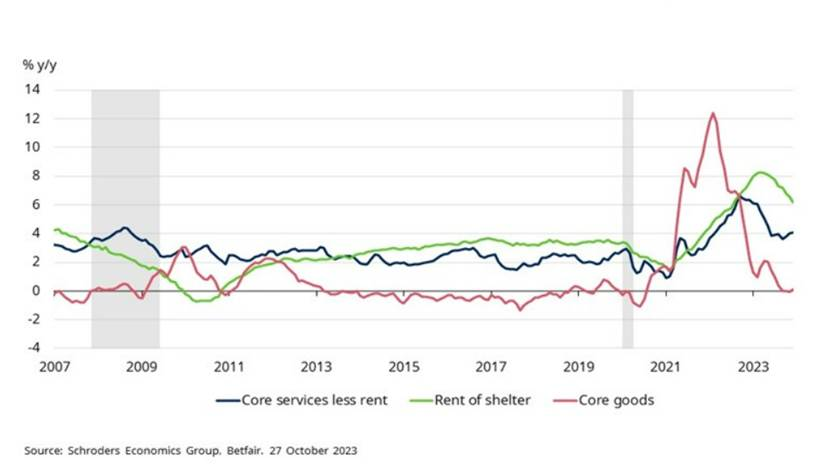 % y/y
14
12
10
8
6
4
2
0
-2
-4
2007 2009 2011 2013 2015 2017 2019 2021 2023
Core services less rent Rent of shelter Core goods
Source: Schroders Economics Group, Betfair. 27 October 2023